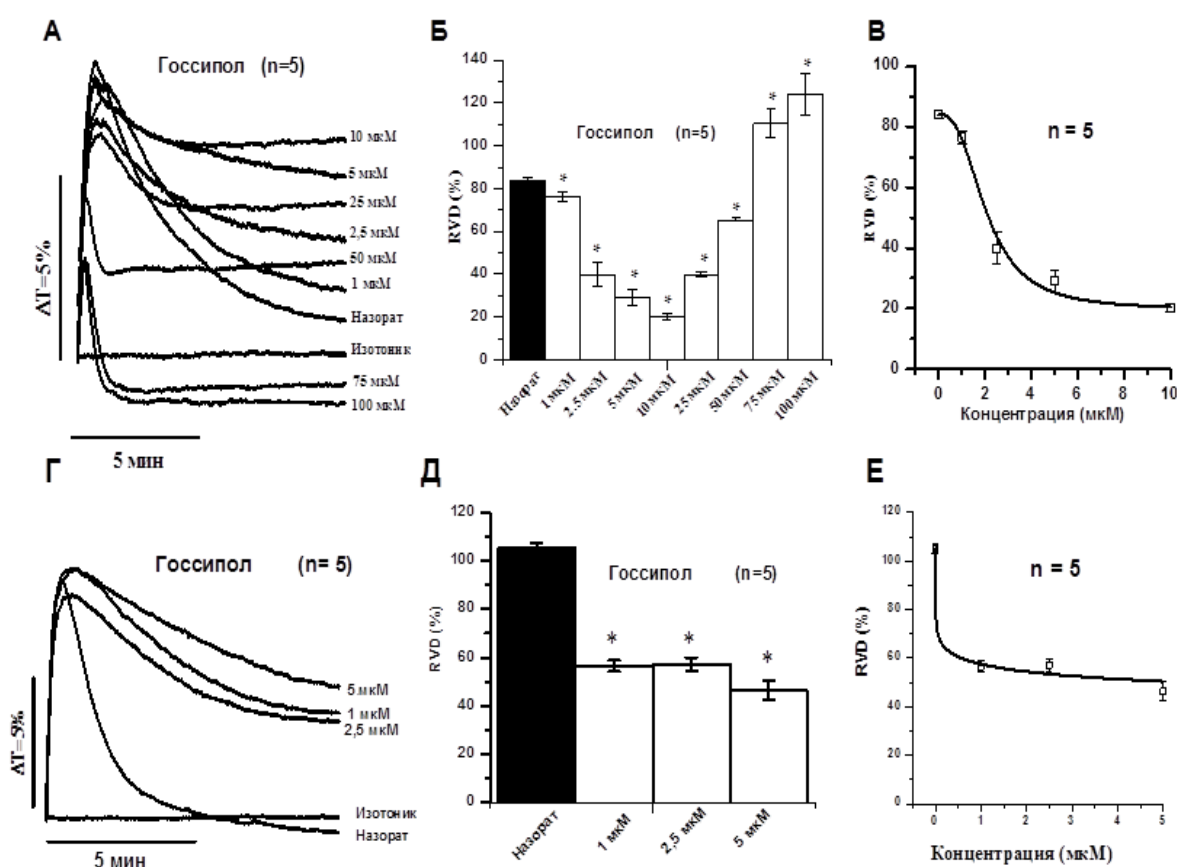 А
Госсипол (n=5)
10 мкМ
5 мкМ
25 мкМ
2,5 мкМ
50 мкМ
1 мкМ
Назорат
Изотоник
75 мкМ
100 мкМ
ΔT=5%
5 мин
Б
140
120
100
80
60
40
20
0
RVD (%)
Госсипол (n=5)
* * * * * * * *
Назорат
1 мкМ
2.5 мкМ
5 мкМ
10 мкМ
25 мкМ
50 мкМ
75 мкМ
100 мкМ
В
100
80
60
40
20
0
RVD (%)
n = 5
0 2 4 6 8 10
Концентрация (мкМ)
Г
Госсипол (n= 5)
5 мкМ
1 мкМ
2,5 мкМ
Изотоник
Назорат
ΔT=5%
5 мин
Д
120
100
80
60
40
20
0
RVD (%)
Госсипол (n=5)
* * *
Назорат
1 мкМ
2,5 мкМ
5 мкМ
Е
120
100
80
60
40
20
0
RVD (%)
n = 5
0 1 2 3 4 5
Концентрация (мкМ)